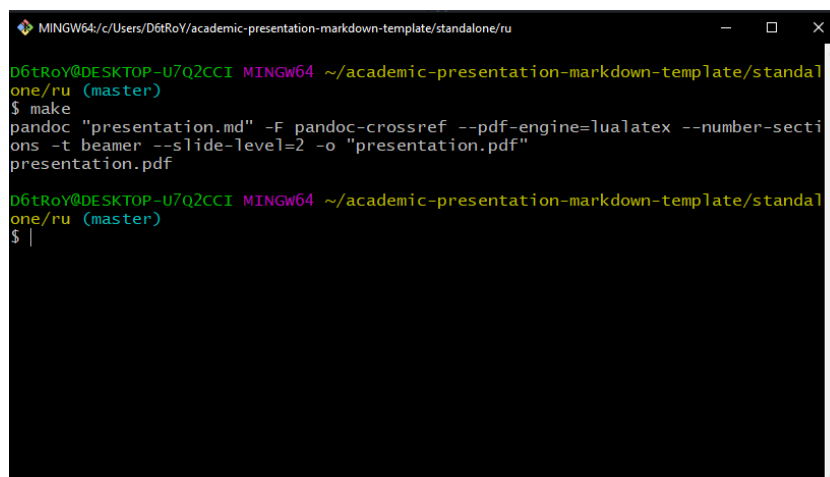 MINGW64:/c/Users/D6tRoY/academic-presentation-markdown-template/standalone/ru
D6tRoY@DESKTOP-U7Q2CCI MINGW64 ~/academic-presentation-markdown-template/standal
one/ru (master)
$ make
pandoc "presentation.md" -F pandoc-crossref --pdf-engine=lualatex --number-secti
ons -t beamer --slide-level=2 -o "presentation.pdf"
presentation.pdf
D6tRoY@DESKTOP-U7Q2CCI MINGW64 ~/academic-presentation-markdown-template/standal
one/ru (master)
$